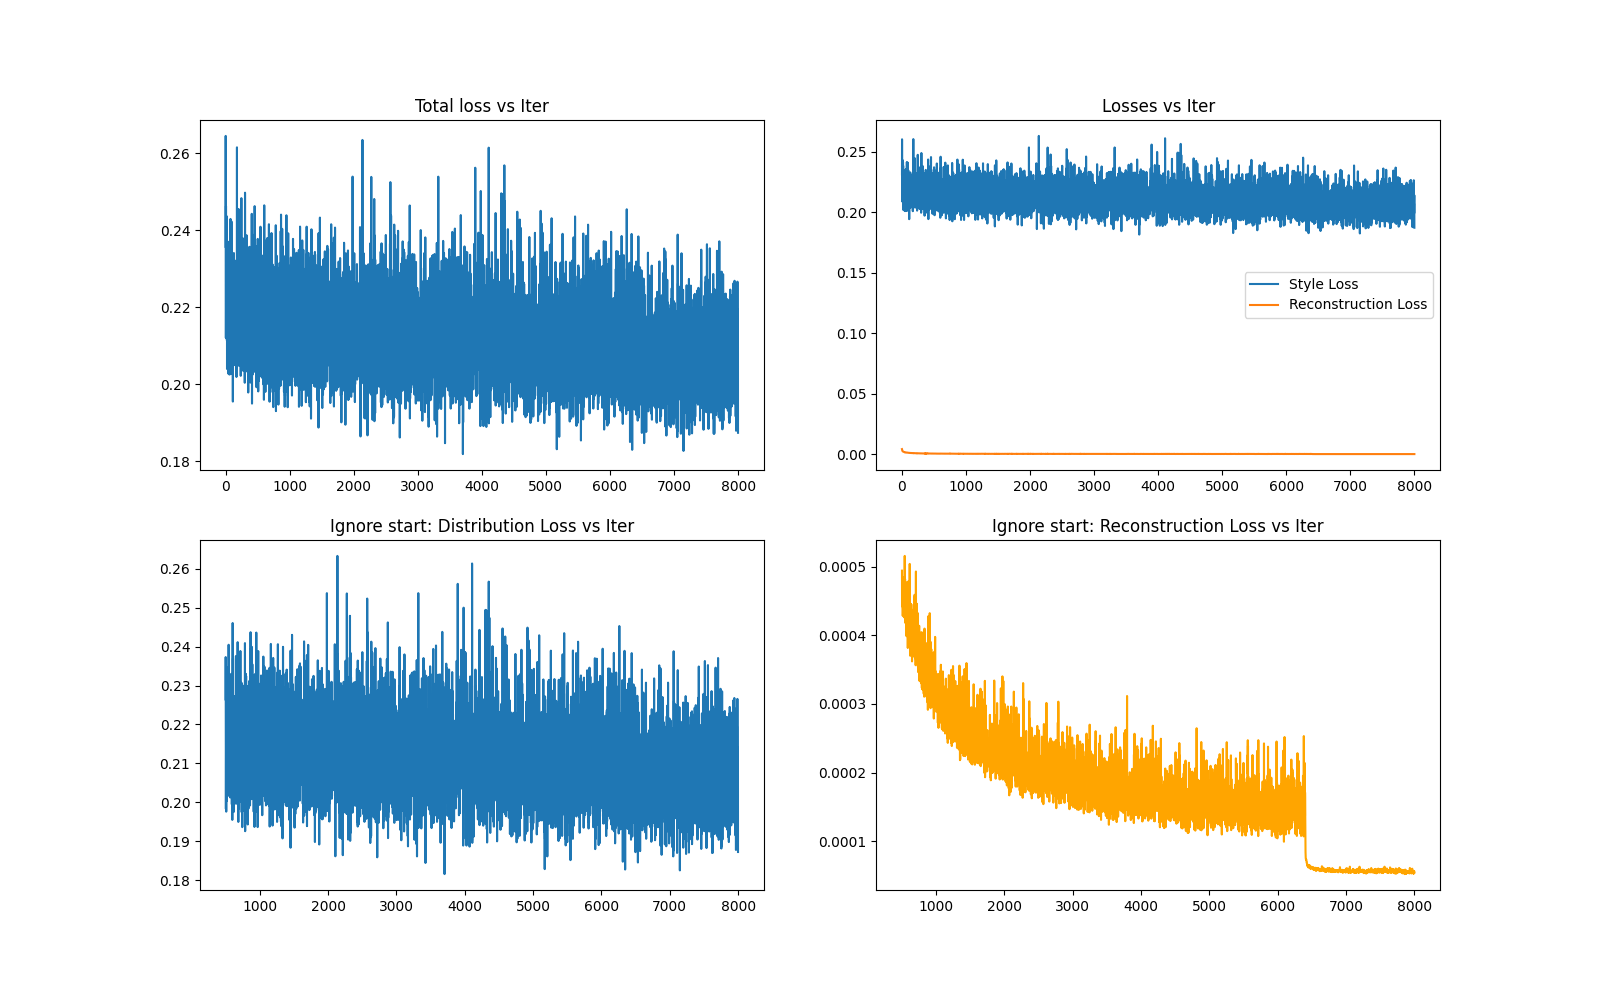 Total loss vs Iter
0.26
0.24
0.22
0.20
0.18
0 1000 2000 3000 4000 5000 6000 7000 8000
Losses vs Iter
0.25
0.20
0.15
0.10
0.05
0.00
Style Loss
Reconstruction Loss
0 1000 2000 3000 4000 5000 6000 7000 8000
Ignore start: Distribution Loss vs Iter
0.26
0.25
0.24
0.23
0.22
0.21
0.20
0.19
0.18
1000 2000 3000 4000 5000 6000 7000 8000
Ignore start: Reconstruction Loss vs Iter
0.0005
0.0004
0.0003
0.0002
0.0001
1000 2000 3000 4000 5000 6000 7000 8000